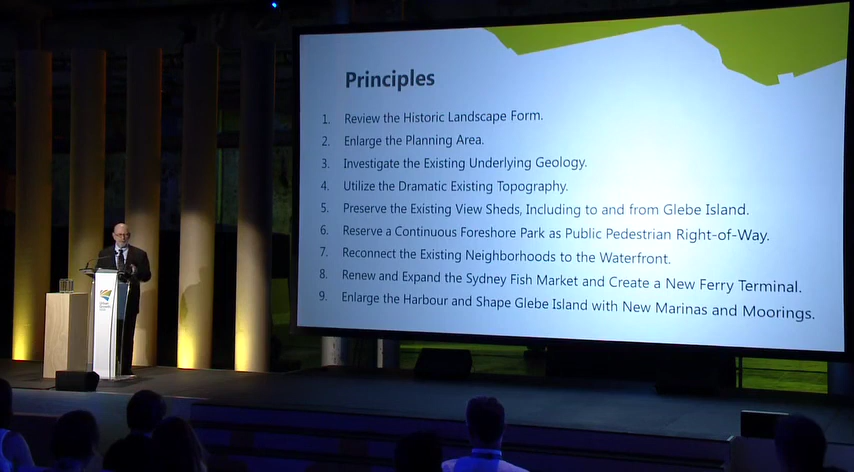 Principles
1. Review the Historic Landscape Form.
2. Enlarge the Planning Area.
3. Investigate the Existing Underlying Geology.
4. Utilize the Dramatic Existing Topography.
5. Preserve the Existing View Sheds, Including to and from Glebe Island.
6. Reserve a Continuous Foreshore Park as Public Pedestrian Right-of-Way.
7. Reconnect the Existing Neighborhoods to the Waterfront.
8. Renew and Expand the Sydney Fish Market and Create a New Ferry Terminal.
9. Enlarge the Harbour and Shape Glebe Island with New Marinas and Moorings.